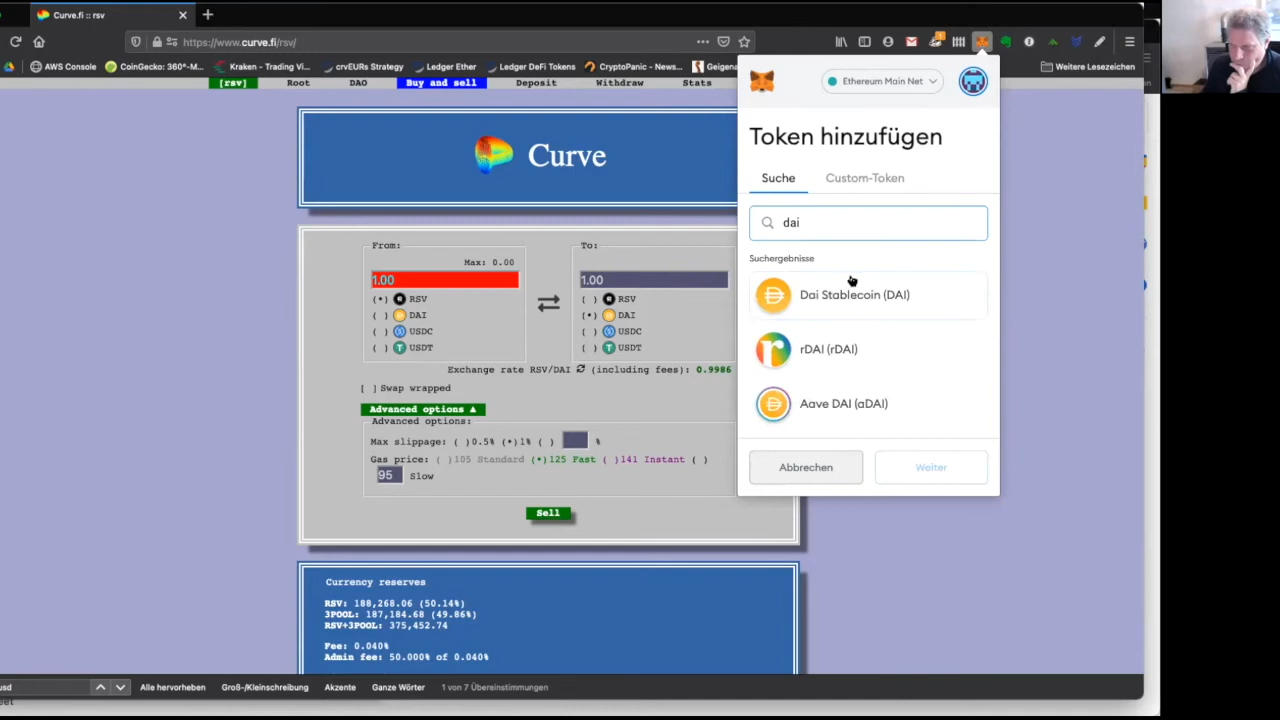 Curve.fi :: rsv
https://www.curve.fi/rsv/
AWS Console
CoinGecko: 360°-M...
Kraken - Trading Vi...
crvEURs Strategy
Ledger Ether
Ledger DeFi Tokens
CryptoPanic - News...
Geigena
Weitere Lesezeichen
[rsv]
Root
DAO
Buy and sell
Deposit
Withdraw
Stats
Curve
From:
Max: 0.00
1.00
(•) RSV
( ) DAI
( ) USDC
( ) USDT
To:
1.00
( ) RSV
(•) DAI
( ) USDC
( ) USDT
Exchange rate RSV/DAI (including fees): 0.9986
[ ]Swap wrapped
Advanced options ▲
Advanced options:
Max slippage: ( )0.5% (•)1% ( ) %
Gas price: ( )105 Standard (•)125 Fast ( )141 Instant ( )
95 Slow
Sell
Currency reserves
RSV: 188,268.06 (50.14%)
3POOL: 187,184.68 (49.86%)
RSV+3POOL: 375,452.74
Fee: 0.040%
Admin fee: 50.000% of 0.040%
Ethereum Main Net
Token hinzufügen
Suche
Custom-Token
dai
Suchergebnisse
Dai Stablecoin (DAI)
rDAI (rDAI)
Aave DAI (aDAI)
Abbrechen
Weiter
usd
Alle hervorheben
Groß-/Kleinschreibung
Akzente
Ganze Wörter
1 von 7 Übereinstimmungen